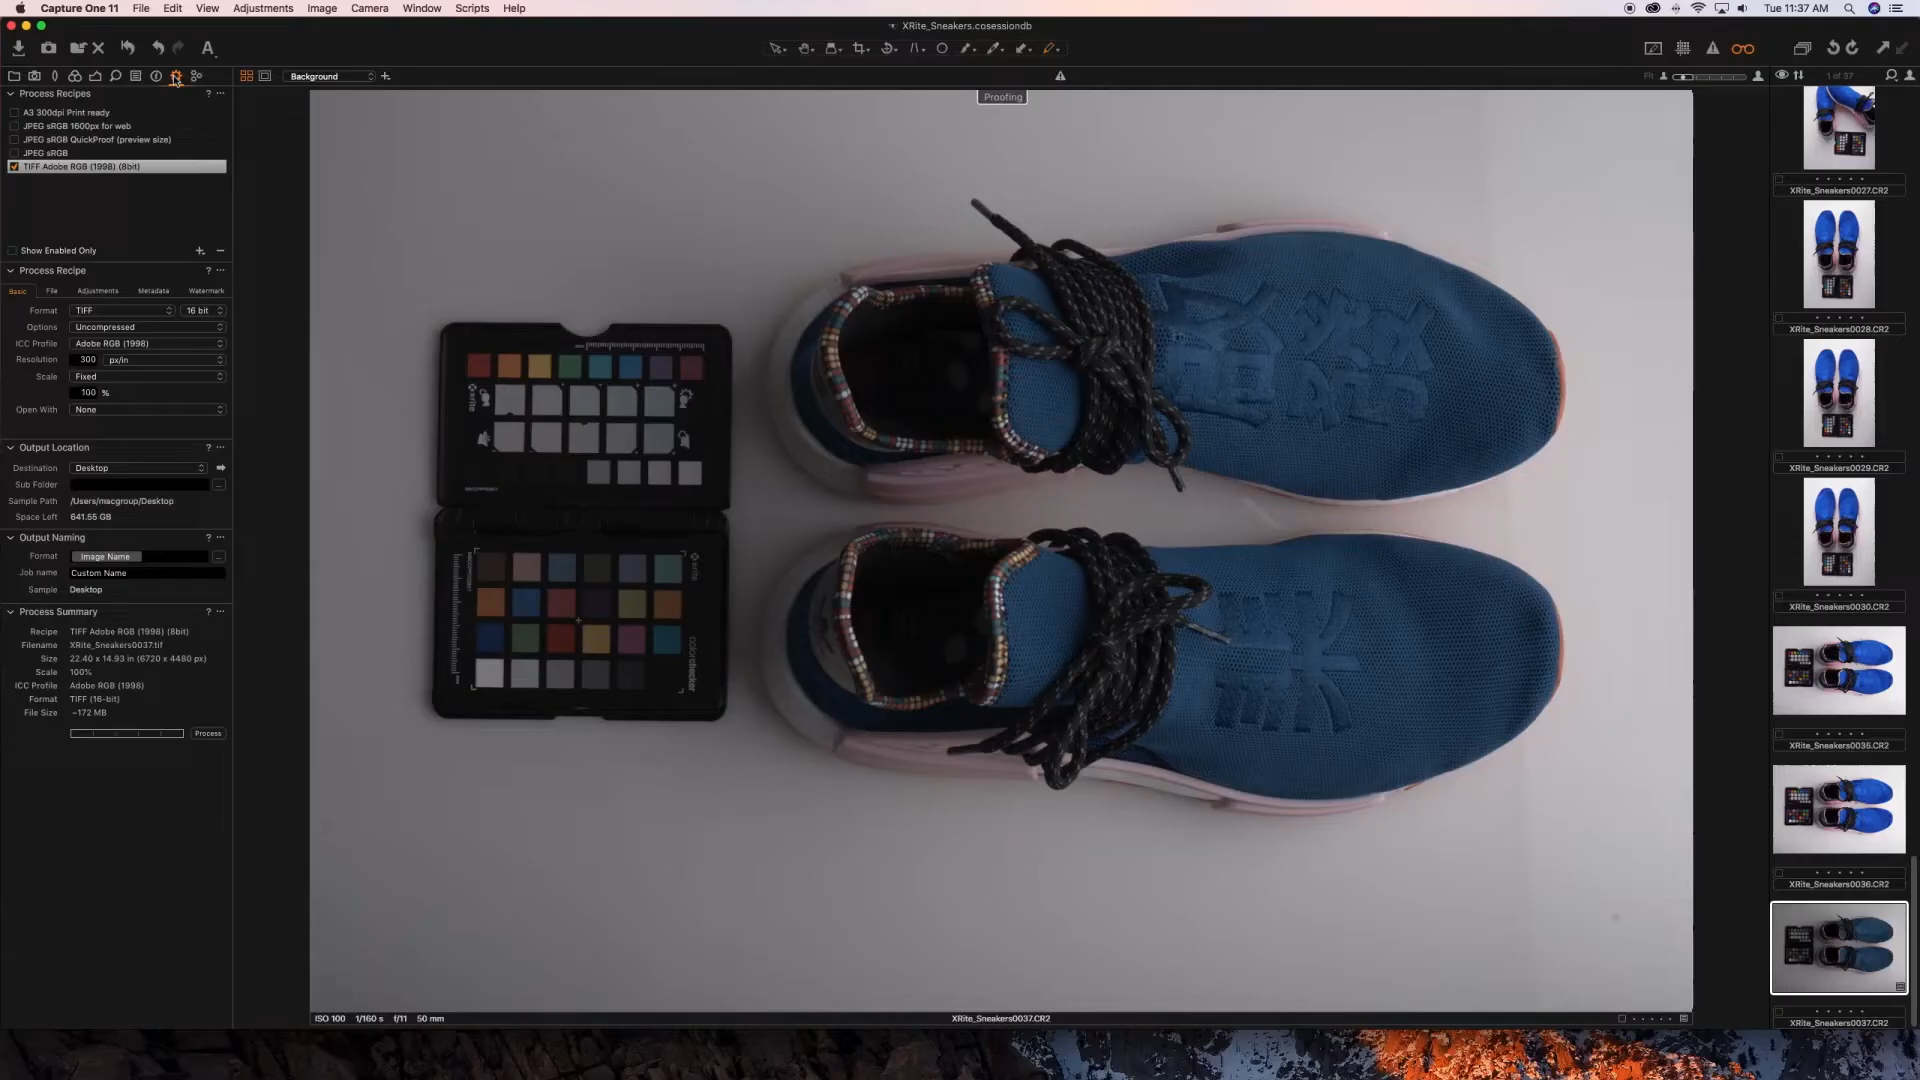 Capture One 11 File Edit View Adjustments Image Camera Window Scripts Help
Tue 11:37 AM
XRite_Sneakers.cosessiondb
Background
Fit
1 of 37
Process Recipes ? ...
A3 300dpi Print ready
JPEG sRGB 1600px for web
JPEG sRGB QuickProof (preview size)
JPEG sRGB
TIFF Adobe RGB (1998) (8bit)
Show Enabled Only
Process Recipe ? ...
Basic File Adjustments Metadata Watermark
Format TIFF 16 bit
Options Uncompressed
ICC Profile Adobe RGB (1998)
Resolution 300 px/in
Scale Fixed
100 %
Open With None
Output Location ? ...
Destination Desktop
Sub Folder ...
Sample Path /Users/macgroup/Desktop
Space Left 641.55 GB
Output Naming ? ...
Format Image Name ...
Job name Custom Name
Sample Desktop
Process Summary ? ...
Recipe TIFF Adobe RGB (1998) (8bit)
Filename XRite_Sneakers0037.tif
Size 22.40 x 14.93 in (6720 x 4480 px)
Scale 100%
ICC Profile Adobe RGB (1998)
Format TIFF (16-bit)
File Size ~172 MB
Process
Proofing
x-rite
x-rite
colorchecker
ISO 100 1/160 s f/11 50 mm
XRite_Sneakers0037.CR2
XRite_Sneakers0027.CR2
XRite_Sneakers0028.CR2
XRite_Sneakers0029.CR2
XRite_Sneakers0030.CR2
XRite_Sneakers0035.CR2
XRite_Sneakers0036.CR2
XRite_Sneakers0037.CR2